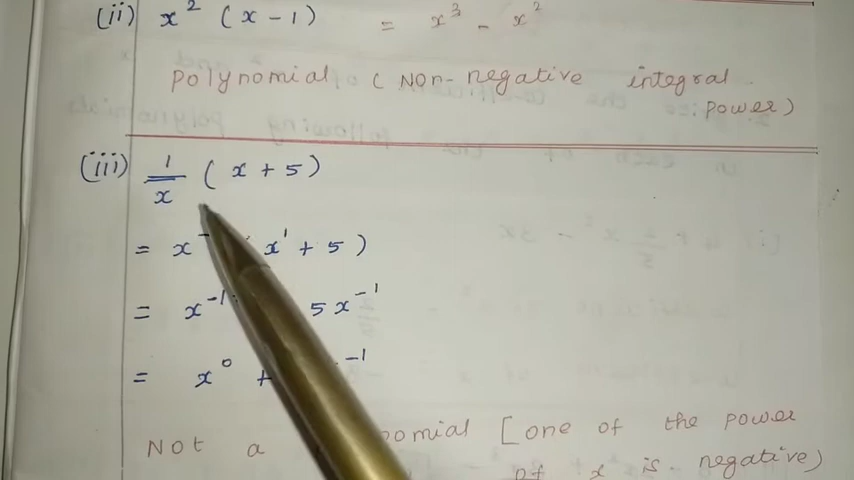 (ii) x² (x - 1) = x³ - x²
Polynomial (Non-negative integral
power)
(iii) 1/x (x + 5)
= x x¹ + 5)
= x⁻¹ 5x⁻¹
= x⁰ + ⁻¹
Not a [one of the power
of x is negative)